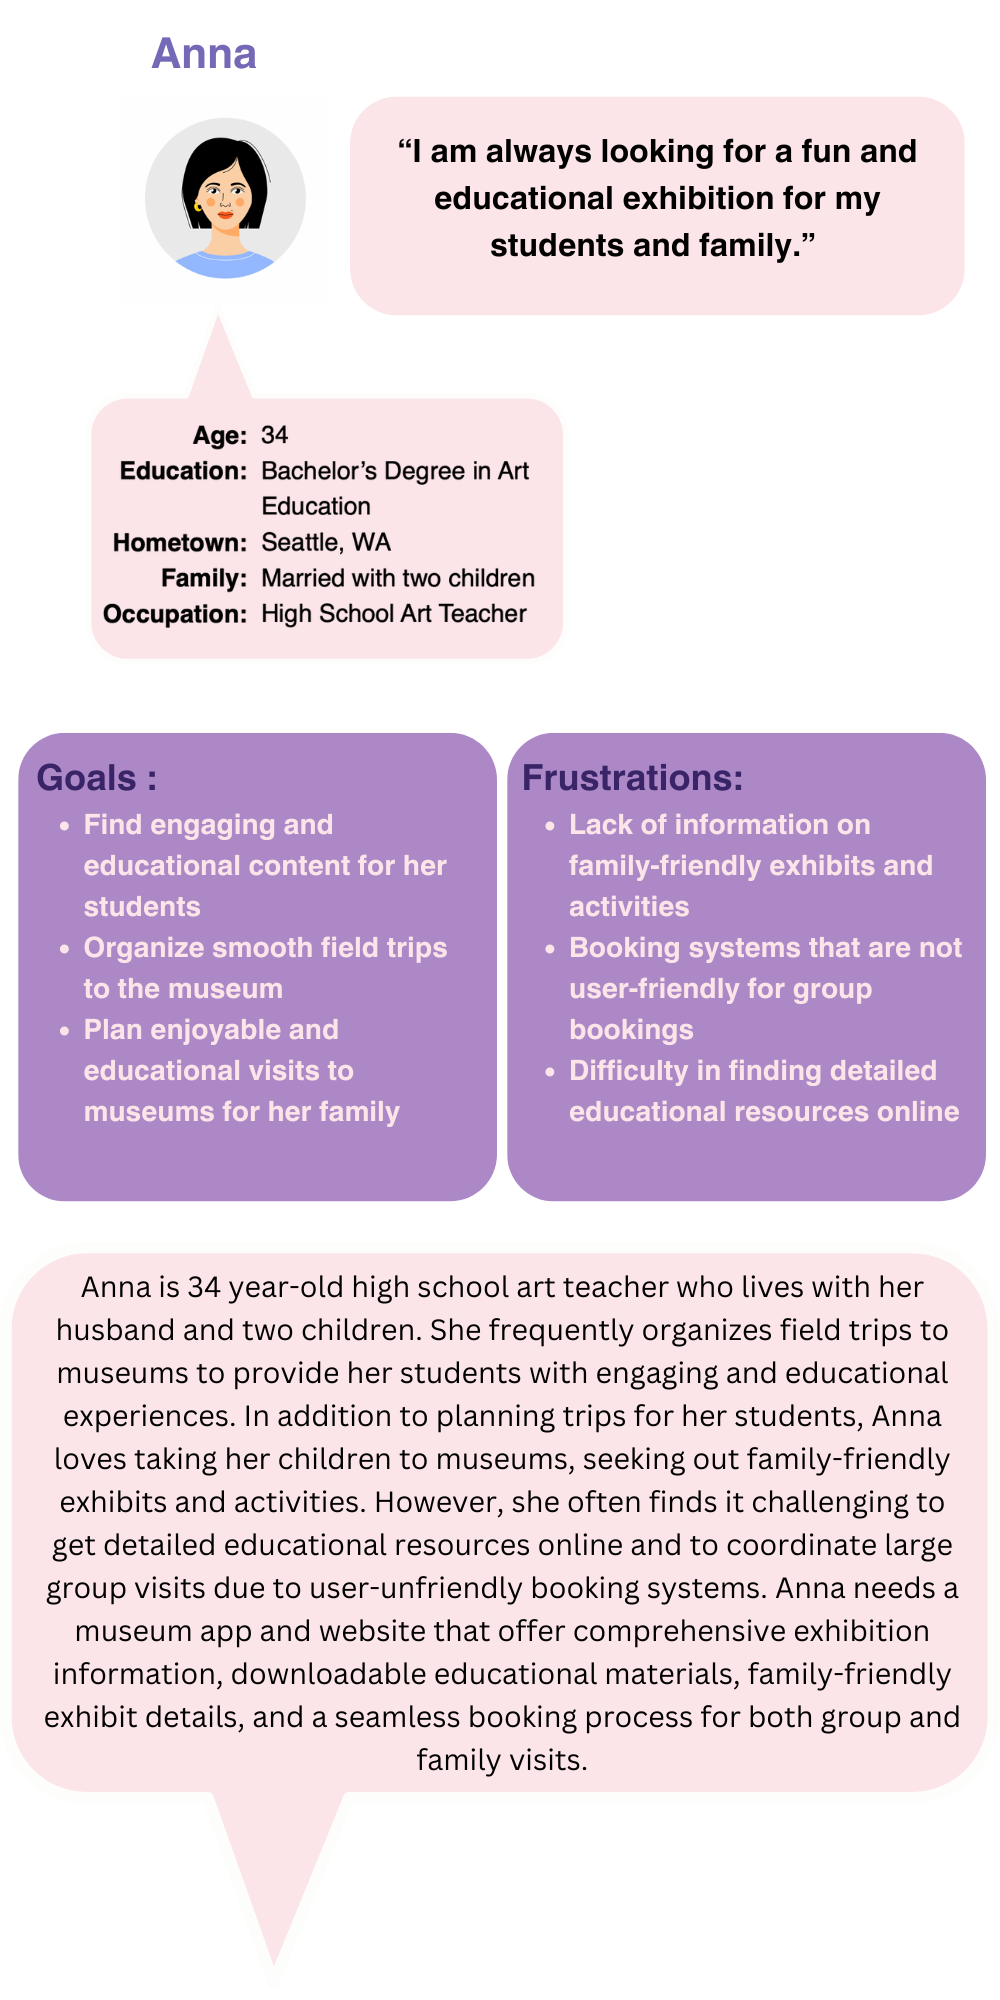 Anna
“I am always looking for a fun and
educational exhibition for my
students and family.”
Age: 34
Education: Bachelor’s Degree in Art
Education
Hometown: Seattle, WA
Family: Married with two children
Occupation: High School Art Teacher
Goals :
• Find engaging and
educational content for her
students
• Organize smooth field trips
to the museum
• Plan enjoyable and
educational visits to
museums for her family
Frustrations:
• Lack of information on
family-friendly exhibits and
activities
• Booking systems that are not
user-friendly for group
bookings
• Difficulty in finding detailed
educational resources online
Anna is 34 year-old high school art teacher who lives with her
husband and two children. She frequently organizes field trips to
museums to provide her students with engaging and educational
experiences. In addition to planning trips for her students, Anna
loves taking her children to museums, seeking out family-friendly
exhibits and activities. However, she often finds it challenging to
get detailed educational resources online and to coordinate large
group visits due to user-unfriendly booking systems. Anna needs a
museum app and website that offer comprehensive exhibition
information, downloadable educational materials, family-friendly
exhibit details, and a seamless booking process for both group and
family visits.